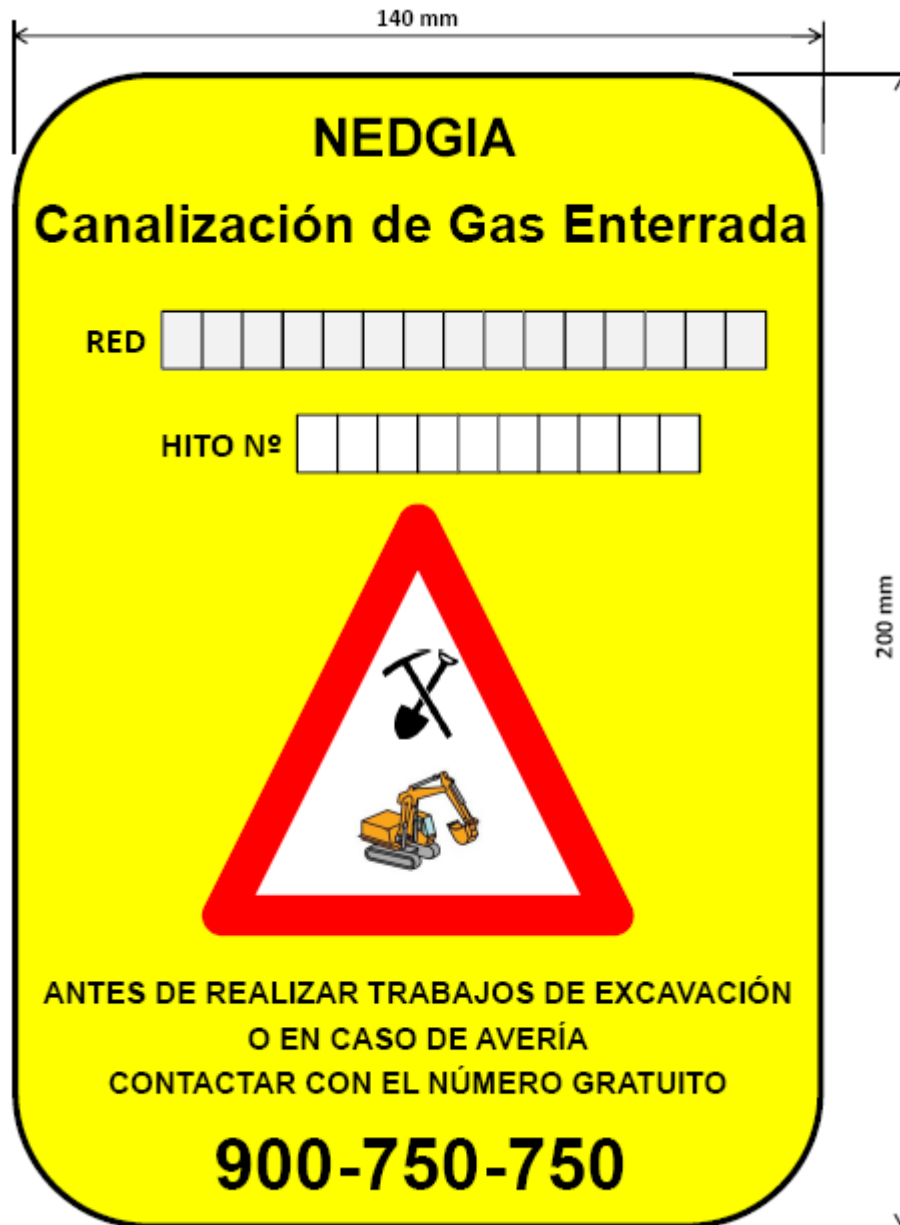 140 mm
NEDGIA
Canalización de Gas Enterrada
RED
HITO Nº
200 mm
ANTES DE REALIZAR TRABAJOS DE EXCAVACIÓN
O EN CASO DE AVERÍA
CONTACTAR CON EL NÚMERO GRATUITO
900-750-750